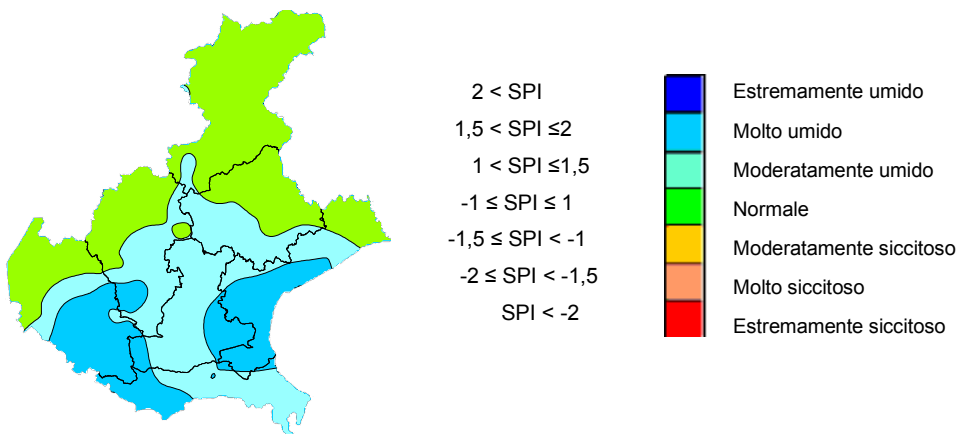 2 < SPI
Estremamente umido
1,5 < SPI ≤2
Molto umido
1 < SPI ≤1,5
Moderatamente umido
-1 ≤ SPI ≤ 1
Normale
-1,5 ≤ SPI < -1
Moderatamente siccitoso
-2 ≤ SPI < -1,5
Molto siccitoso
SPI < -2
Estremamente siccitoso